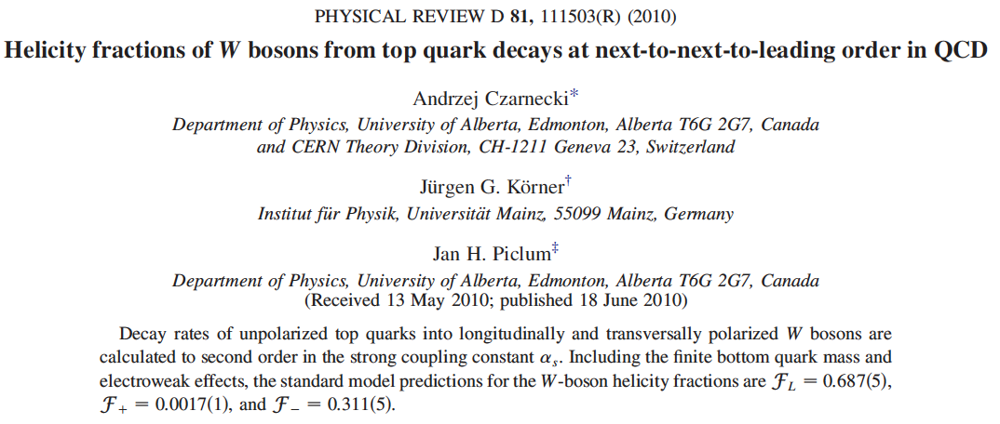 PHYSICAL REVIEW D 81, 111503(R) (2010)
Helicity fractions of W bosons from top quark decays at next-to-next-to-leading order in QCD
Andrzej Czarnecki*
Department of Physics, University of Alberta, Edmonton, Alberta T6G 2G7, Canada
and CERN Theory Division, CH-1211 Geneva 23, Switzerland
Jürgen G. Körner†
Institut für Physik, Universität Mainz, 55099 Mainz, Germany
Jan H. Piclum‡
Department of Physics, University of Alberta, Edmonton, Alberta T6G 2G7, Canada
(Received 13 May 2010; published 18 June 2010)
Decay rates of unpolarized top quarks into longitudinally and transversally polarized W bosons are
calculated to second order in the strong coupling constant αₛ. Including the finite bottom quark mass and
electroweak effects, the standard model predictions for the W-boson helicity fractions are ℱ_L = 0.687(5),
ℱ₊ = 0.0017(1), and ℱ₋ = 0.311(5).